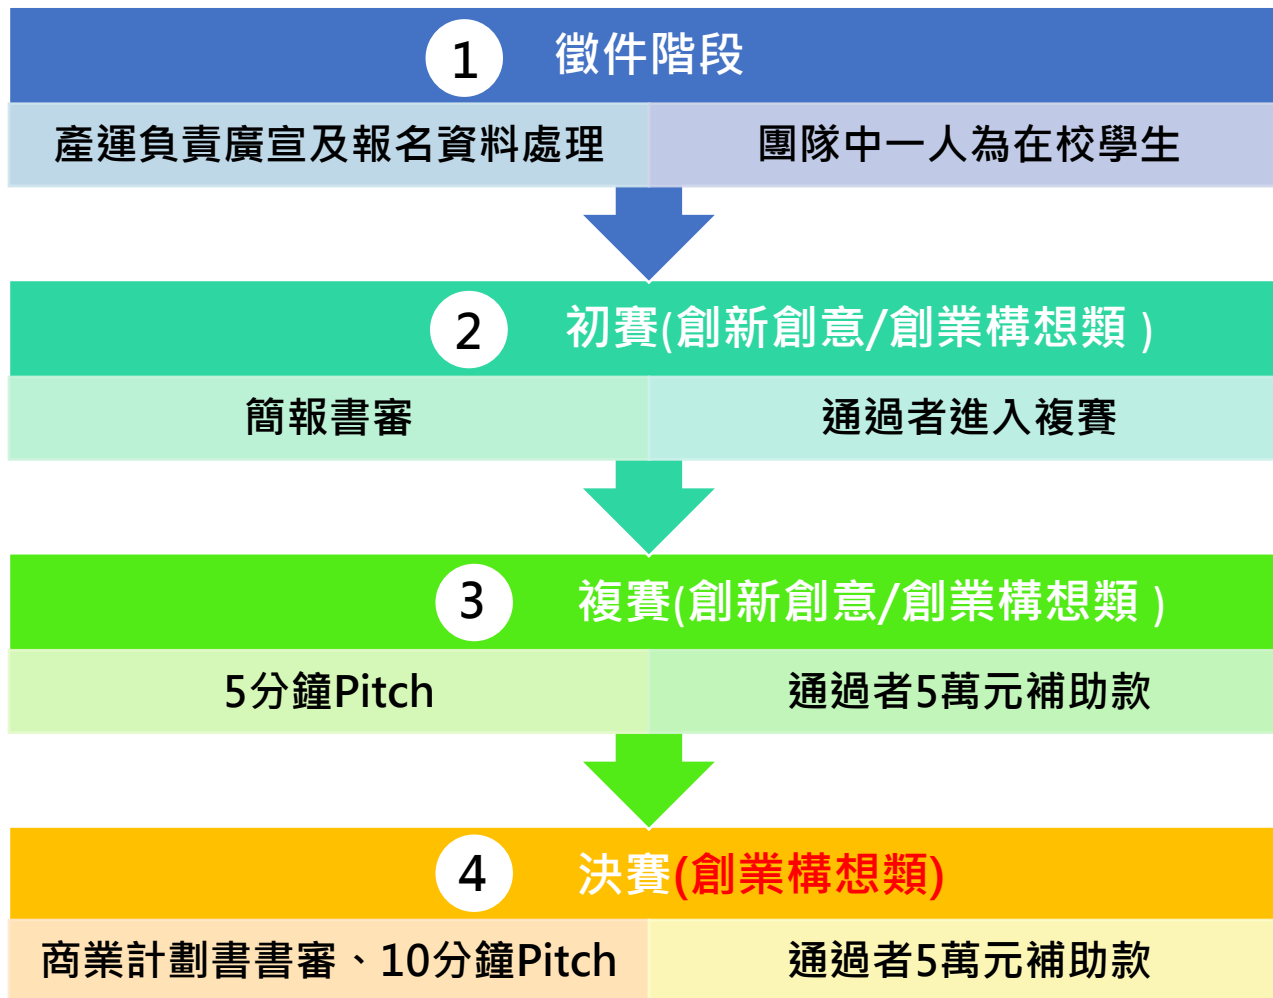 1 徵件階段
產運負責廣宣及報名資料處理 團隊中一人為在校學生
2 初賽(創新創意/創業構想類 )
簡報書審 通過者進入複賽
3 複賽(創新創意/創業構想類 )
5分鐘Pitch 通過者5萬元補助款
4 決賽(創業構想類)
商業計劃書書審、10分鐘Pitch 通過者5萬元補助款